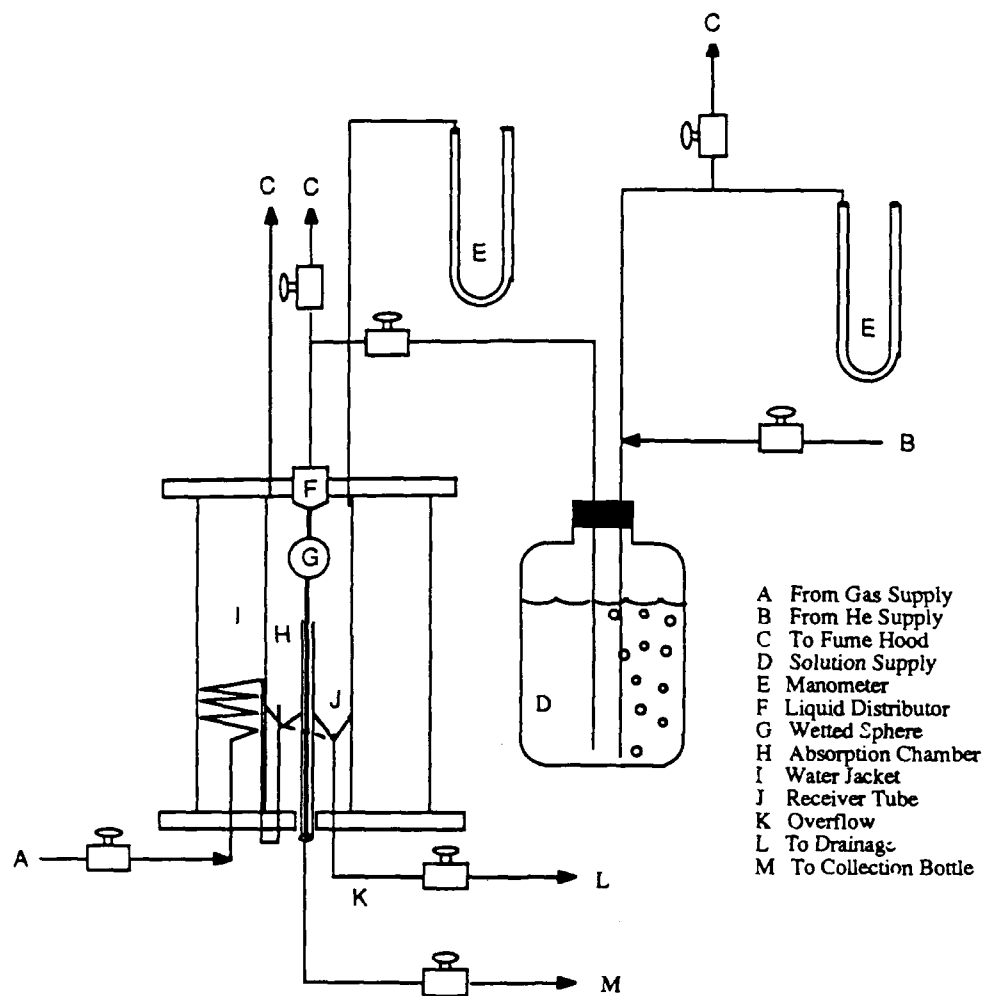 C
C
C
E
E
B
F
G
I
H
J
D
A
K
L
M
A From Gas Supply
B From He Supply
C To Fume Hood
D Solution Supply
E Manometer
F Liquid Distributor
G Wetted Sphere
H Absorption Chamber
I Water Jacket
J Receiver Tube
K Overflow
L To Drainage
M To Collection Bottle